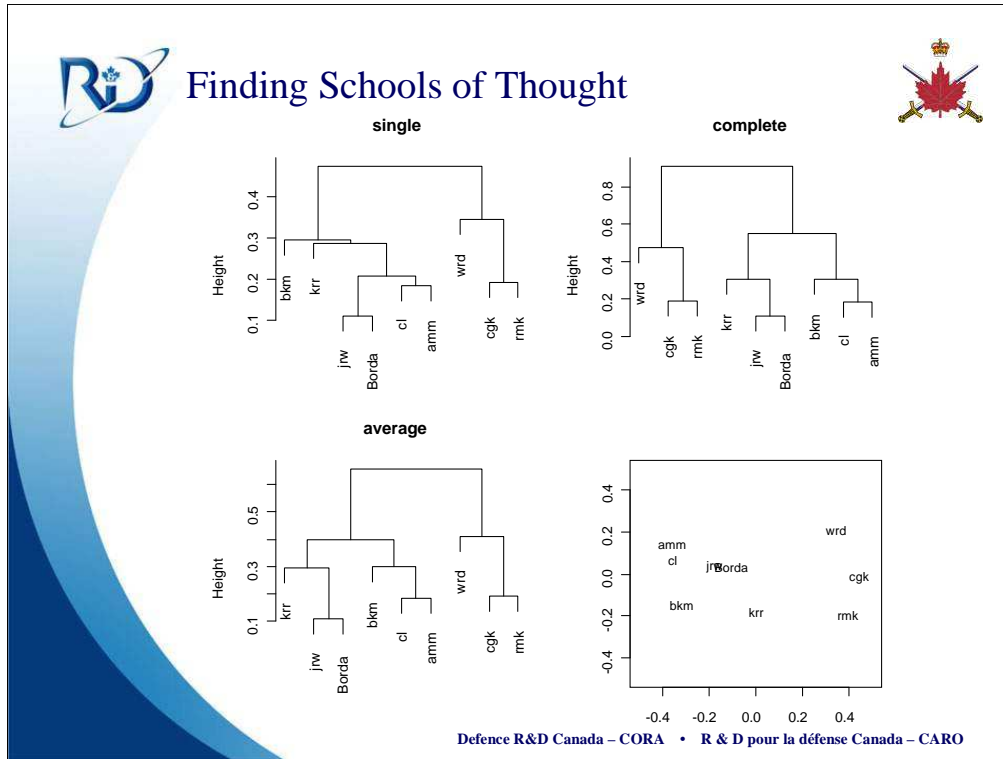 R&D
Finding Schools of Thought
single
Height
0.1
0.2
0.3
0.4
bkm
krr
jrw
Borda
cl
amm
wrd
cgk
rmk
complete
Height
0.0
0.2
0.4
0.6
0.8
wrd
cgk
rmk
krr
jrw
Borda
bkm
cl
amm
average
Height
0.1
0.3
0.5
krr
jrw
Borda
bkm
cl
amm
wrd
cgk
rmk
0.4
0.2
0.0
-0.2
-0.4
amm
cl
jrw
Borda
bkm
krr
wrd
cgk
rmk
-0.4 -0.2 0.0 0.2 0.4
Defence R&D Canada – CORA • R & D pour la défense Canada – CARO